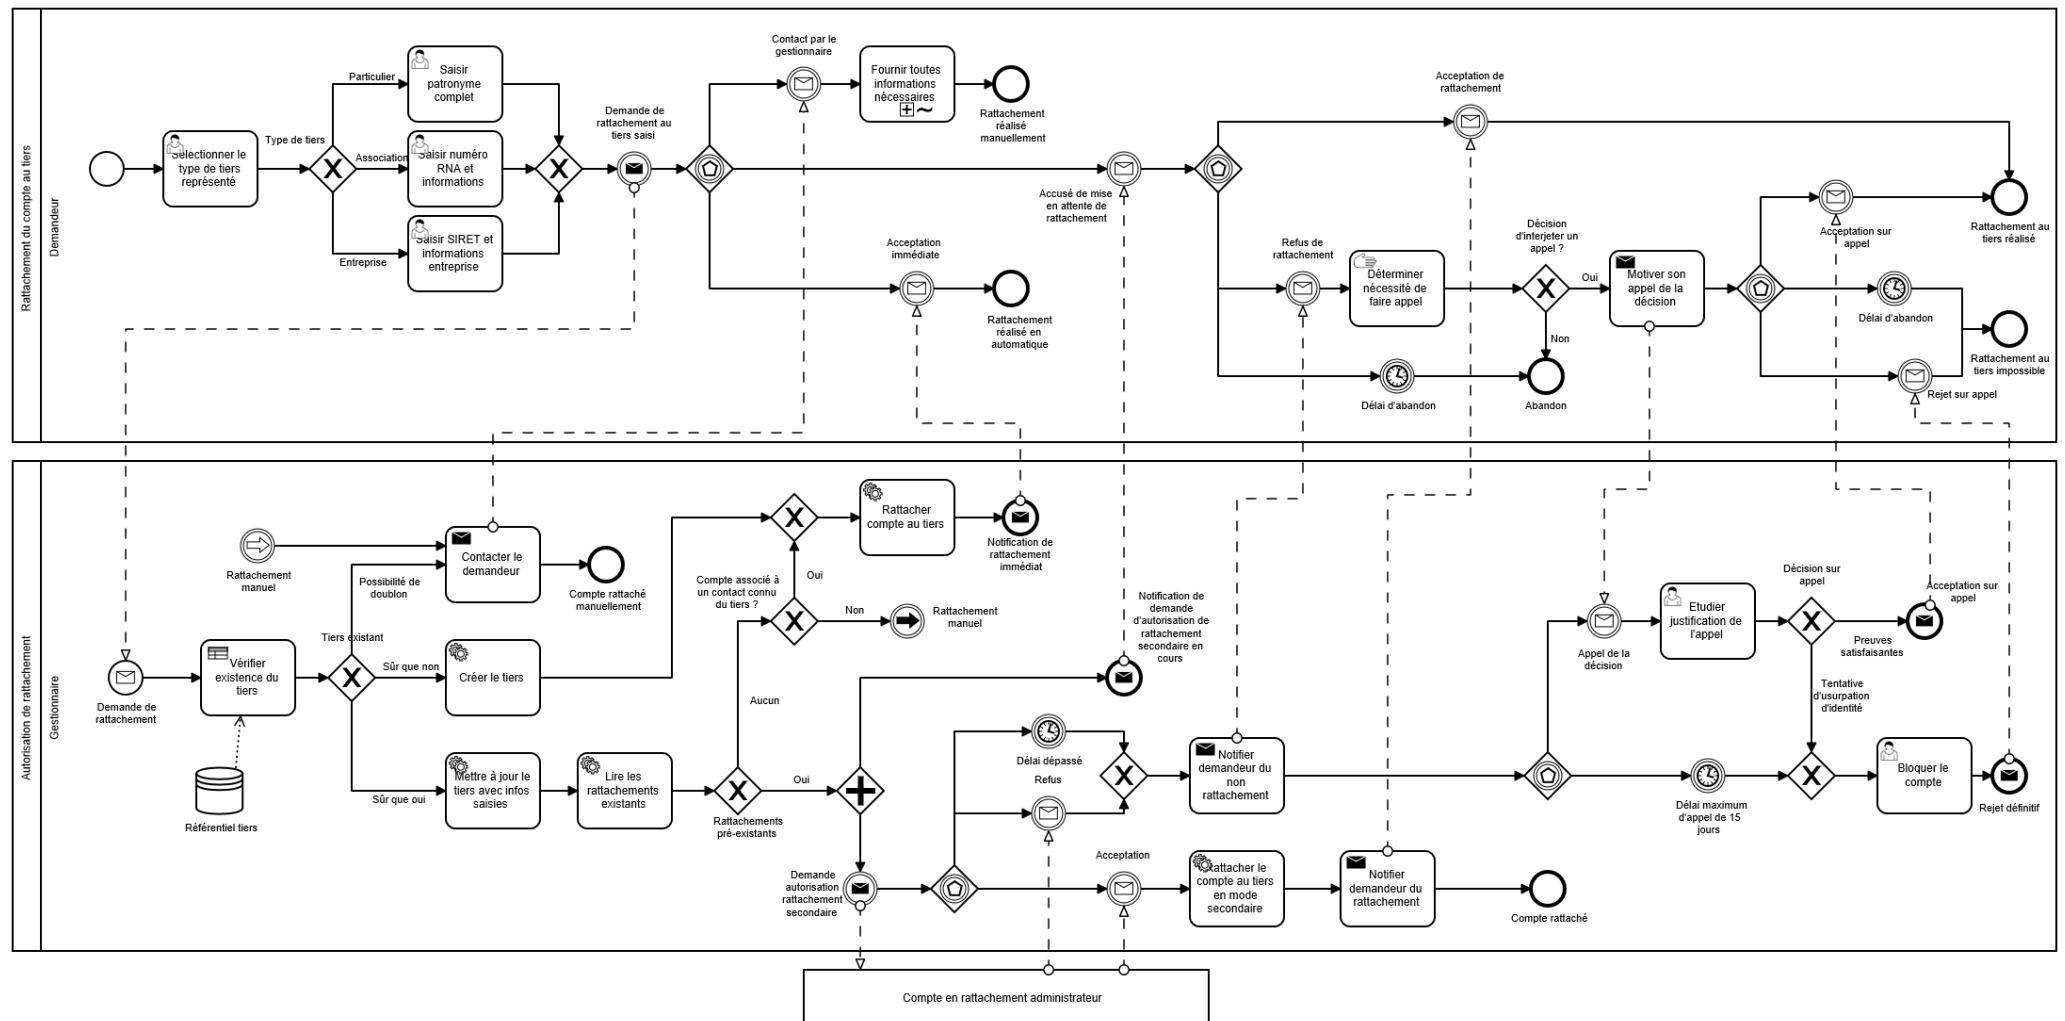 Rattachement du compte au tiers
Demandeur
Sélectionner le
type de tiers
représenté
Type de tiers
Particulier
Association
Entreprise
Saisir
patronyme
complet
Saisir numéro
RNA et
informations
Saisir SIRET et
informations
entreprise
Demande de
rattachement au
tiers saisi
Contact par le
gestionnaire
Fournir toutes
informations
nécessaires
Rattachement
réalisé
manuellement
Acceptation
immédiate
Rattachement
réalisé en
automatique
Accusé de mise
en attente de
rattachement
Acceptation de
rattachement
Refus de
rattachement
Déterminer
nécessité de
faire appel
Délai d'abandon
Décision
d'interjeter un
appel ?
Oui
Non
Abandon
Motiver son
appel de la
décision
Acceptation sur
appel
Délai d'abandon
Rejet sur appel
Rattachement au
tiers réalisé
Rattachement au
tiers impossible
Autorisation de rattachement
Gestionnaire
Demande de
rattachement
Vérifier
existence du
tiers
Référentiel tiers
Rattachement
manuel
Tiers existant
Possibilité de
doublon
Sûr que non
Sûr que oui
Contacter le
demandeur
Compte rattaché
manuellement
Créer le tiers
Mettre à jour le
tiers avec infos
saisies
Lire les
rattachements
existants
Rattachements
pré-existants
Aucun
Oui
Compte associé à
un contact connu
du tiers ?
Oui
Non
Rattachement
manuel
Rattacher
compte au tiers
Notification de
rattachement
immédiat
Notification de
demande
d'autorisation de
rattachement
secondaire en
cours
Demande
autorisation
rattachement
secondaire
Délai dépassé
Refus
Acceptation
Notifier
demandeur du
non
rattachement
Rattacher le
compte au tiers
en mode
secondaire
Notifier
demandeur du
rattachement
Compte rattaché
Appel de la
décision
Etudier
justification de
l'appel
Décision sur
appel
Preuves
satisfaisantes
Acceptation sur
appel
Tentative
d'usurpation
d'identité
Délai maximum
d'appel de 15
jours
Bloquer le
compte
Rejet définitif
Compte en rattachement administrateur